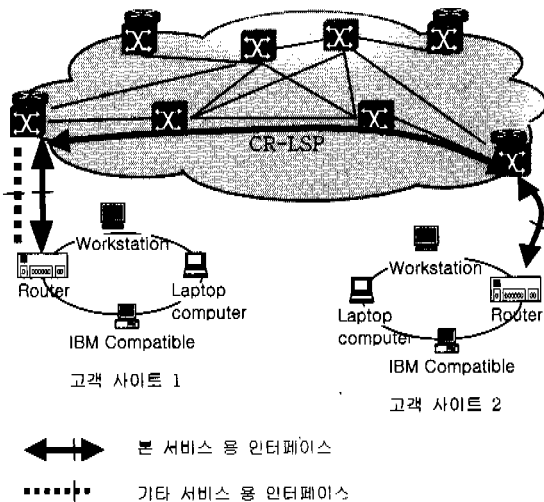 CR-LSP
Workstation
Router
Laptop
computer
IBM Compatible
고객 사이트 1
Workstation
Laptop
computer
Router
IBM Compatible
고객 사이트 2
본 서비스 용 인터페이스
기타 서비스 용 인터페이스